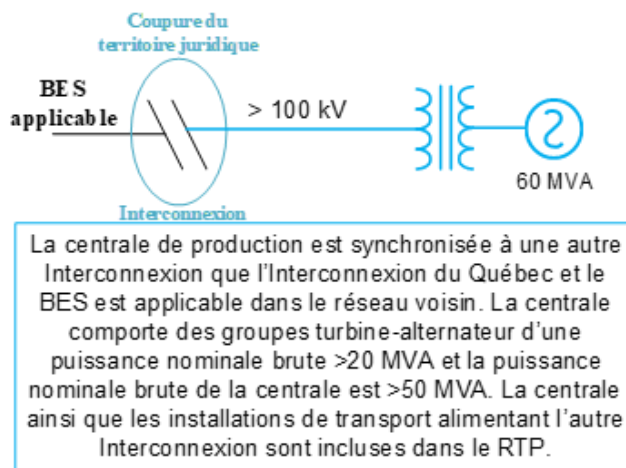 Coupure du
territoire juridique
BES
applicable
> 100 kV
60 MVA
Interconnexion
La centrale de production est synchronisée à une autre
Interconnexion que l'Interconnexion du Québec et le
BES est applicable dans le réseau voisin. La centrale
comporte des groupes turbine-alternateur d'une
puissance nominale brute >20 MVA et la puissance
nominale brute de la centrale est >50 MVA. La centrale
ainsi que les installations de transport alimentant l'autre
Interconnexion sont incluses dans le RTP.